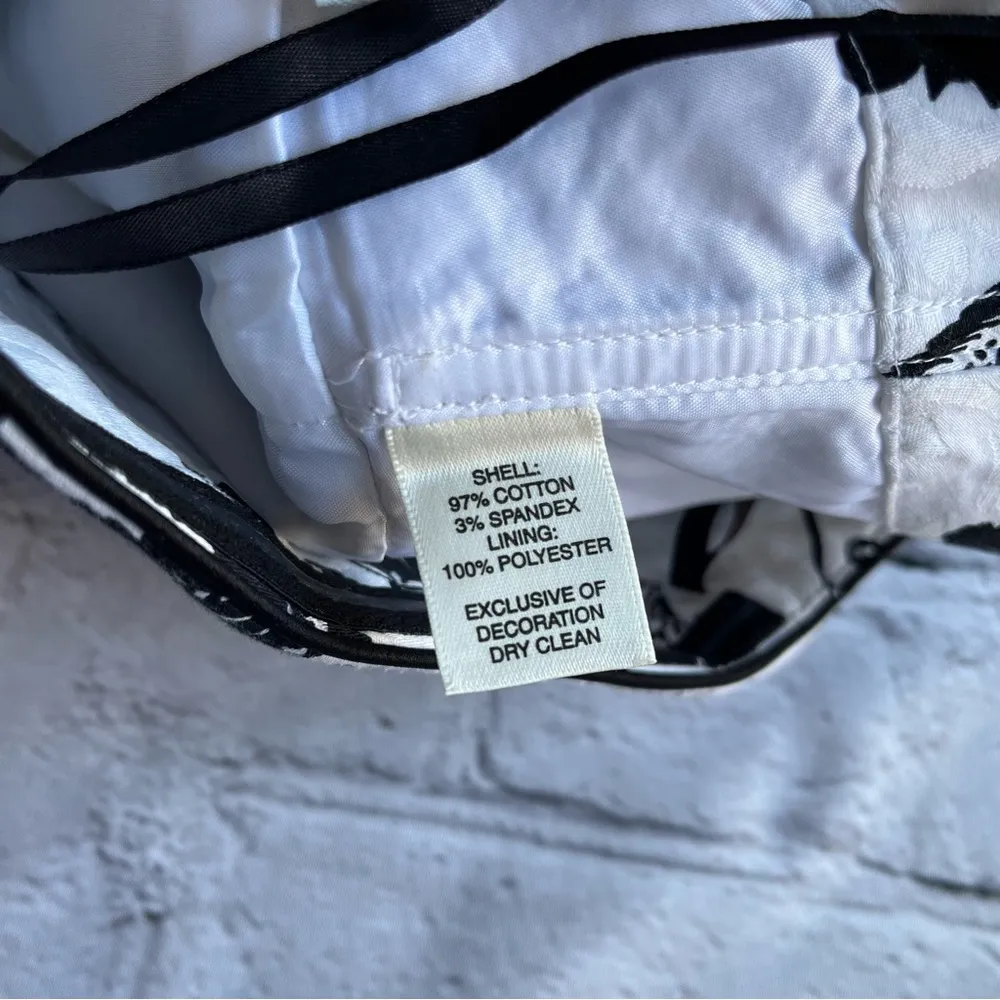 SHELL:
97% COTTON
3% SPANDEX
LINING:
100% POLYESTER
EXCLUSIVE OF
DECORATION
DRY CLEAN